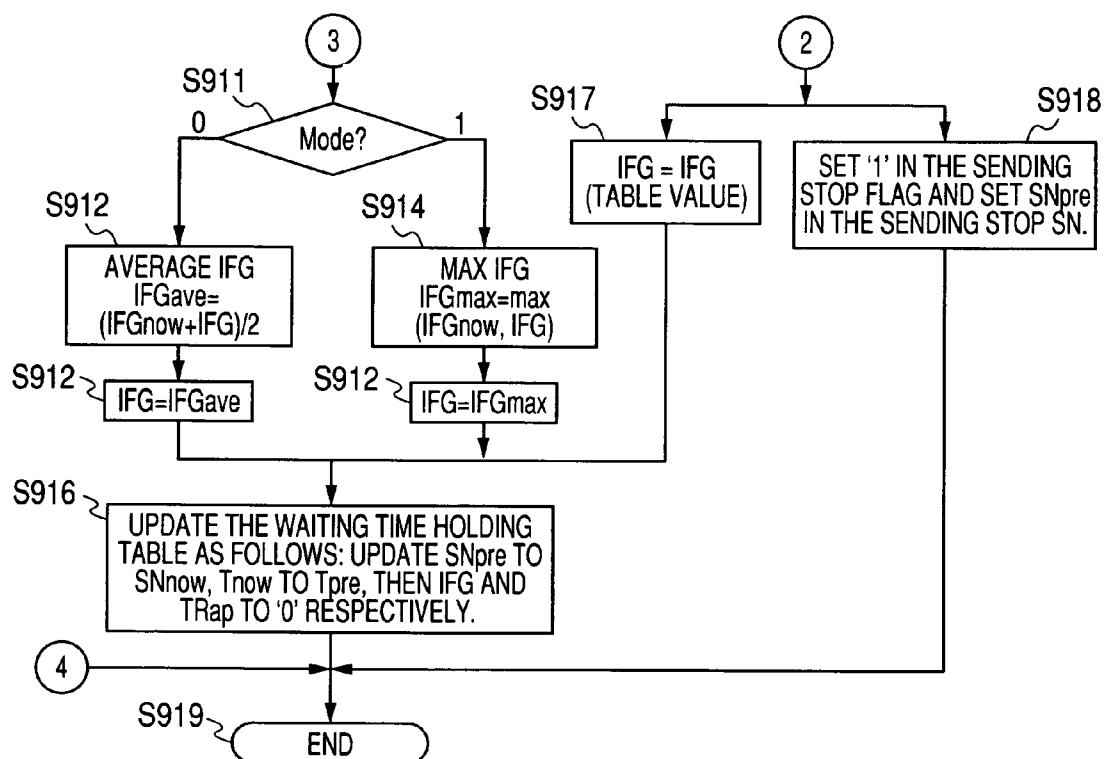 3
2
S911
S917
S918
0
1
Mode?
IFG = IFG
(TABLE VALUE)
SET ‘1’ IN THE SENDING
STOP FLAG AND SET SNpre
IN THE SENDING STOP SN.
S912
S914
AVERAGE IFG
IFGave=
(IFGnow+IFG)/2
MAX IFG
IFGmax=max
(IFGnow, IFG)
S912
IFG=IFGave
S912
IFG=IFGmax
S916
UPDATE THE WAITING TIME HOLDING
TABLE AS FOLLOWS: UPDATE SNpre TO
SNnow, Tnow TO Tpre, THEN IFG AND
TRap TO ‘0’ RESPECTIVELY.
4
S919
END